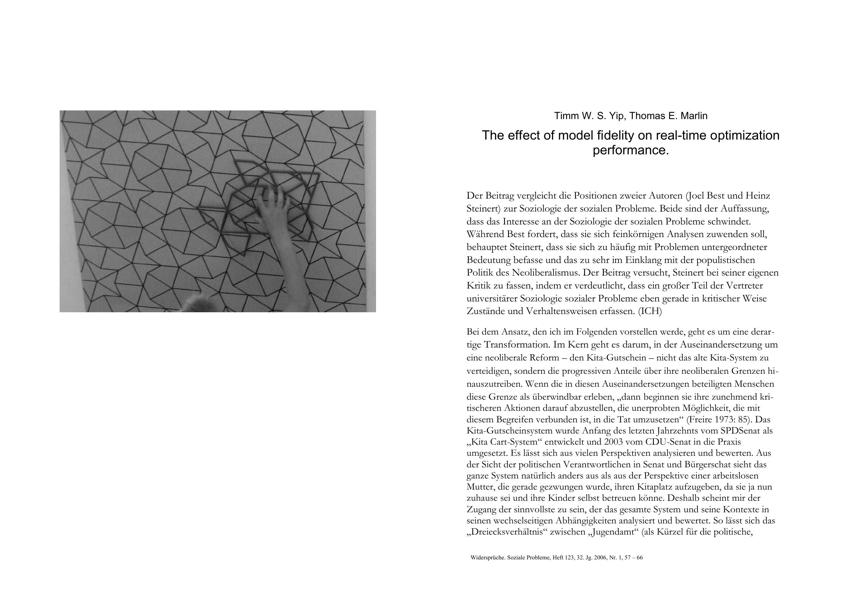 Timm W. S. Yip, Thomas E. Marlin
The effect of model fidelity on real-time optimization
performance.
Der Beitrag vergleicht die Positionen zweier Autoren (Joel Best und Heinz
Steinert) zur Soziologie der sozialen Probleme. Beide sind der Auffassung,
dass das Interesse an der Soziologie der sozialen Probleme schwindet.
Während Best fordert, dass sie sich feinkörnigen Analysen zuwenden soll,
behauptet Steinert, dass sie sich zu häufig mit Problemen untergeordneter
Bedeutung befasse und das zu sehr im Einklang mit der populistischen
Politik des Neoliberalismus. Der Beitrag versucht, Steinert bei seiner eigenen
Kritik zu fassen, indem er verdeutlicht, dass ein großer Teil der Vertreter
universitärer Soziologie sozialer Probleme eben gerade in kritischer Weise
Zustände und Verhaltensweisen erfassen. (ICH)
Bei dem Ansatz, den ich im Folgenden vorstellen werde, geht es um eine derar-
tige Transformation. Im Kern geht es darum, in der Auseinandersetzung um
eine neoliberale Reform – den Kita-Gutschein – nicht das alte Kita-System zu
verteidigen, sondern die progressiven Anteile über ihre neoliberalen Grenzen hi-
nauszutreiben. Wenn die in diesen Auseinandersetzungen beteiligten Menschen
diese Grenze als überwindbar erleben, „dann beginnen sie ihre zunehmend kri-
tischeren Aktionen darauf abzustellen, die unerprobten Möglichkeit, die mit
diesem Begreifen verbunden ist, in die Tat umzusetzen“ (Freire 1973: 85). Das
Kita-Gutscheinsystem wurde Anfang des letzten Jahrzehnts vom SPDSenat als
„Kita Cart-System“ entwickelt und 2003 vom CDU-Senat in die Praxis
umgesetzt. Es lässt sich aus vielen Perspektiven analysieren und bewerten. Aus
der Sicht der politischen Verantwortlichen in Senat und Bürgerschaft sieht das
ganze System natürlich anders aus als aus der Perspektive einer arbeitslosen
Mutter, die gerade gezwungen wurde, ihren Kitaplatz aufzugeben, da sie ja nun
zuhause sei und ihre Kinder selbst betreuen könne. Deshalb scheint mir der
Zugang der sinnvollste zu sein, der das gesamte System und seine Kontexte in
seinen wechselseitigen Abhängigkeiten analysiert und bewertet. So lässt sich das
„Dreiecksverhältnis“ zwischen „Jugendamt“ (als Kürzel für die politische,
Widersprüche. Soziale Probleme, Heft 123, 32. Jg. 2006, Nr. 1, 57 – 66